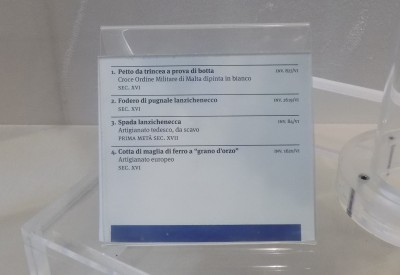 1. Petto da trincea a prova di botta
Croce Ordine Militare di Malta dipinta in bianco
SEC. XVI
2. Fodero di pugnale lanzichenecco
SEC. XVI
3. Spada lanzichenecca
Artigianato tedesco, da scavo
PRIMA METÀ SEC. XVII
4. Cotta di maglia di ferro a “grano d’orzo”
Artigianato europeo
SEC. XVI